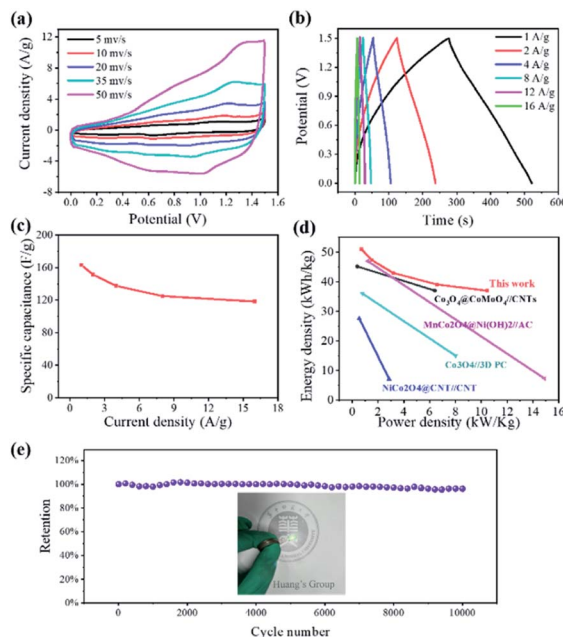 (a)
5 mv/s
10 mv/s
20 mv/s
35 mv/s
50 mv/s
Current denstity (A/g)
12
8
4
0
-4
-8
0.0 0.2 0.4 0.6 0.8 1.0 1.2 1.4 1.6
Potential (V)
(b)
1 A/g
2 A/g
4 A/g
8 A/g
12 A/g
16 A/g
Potential (V)
1.5
1.2
0.9
0.6
0.3
0.0
0 100 200 300 400 500 600
Time (s)
(c)
Specific capacitance (F/g)
200
160
120
80
40
0
0 3 6 9 12 15 18
Current density (A/g)
(d)
Energy density (kWh/kg)
60
50
40
30
20
10
0
This work
Co3O4@CoMoO4//CNTs
MnCo2O4@Ni(OH)2//AC
Co3O4//3D PC
NiCo2O4@CNT//CNT
0 3 6 9 12 15
Power density (kW/Kg)
(e)
Retention
120%
100%
80%
60%
40%
20%
0%
Huang's Group
0 2000 4000 6000 8000 10000
Cycle number